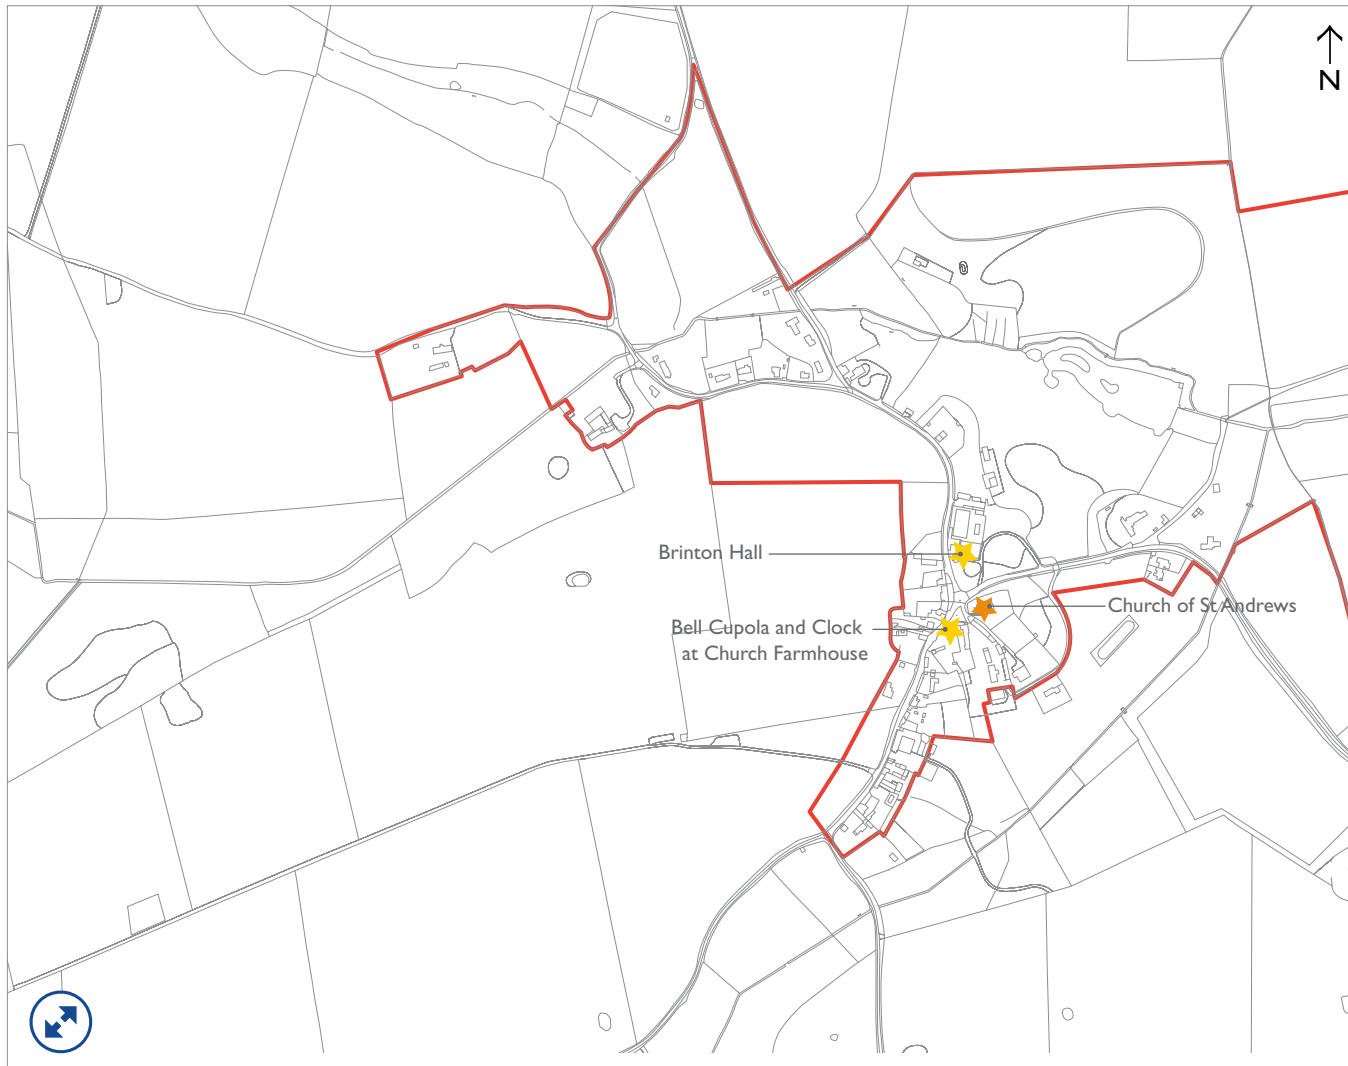 N
Brinton Hall
Church of St Andrews
Bell Cupola and Clock
at Church Farmhouse